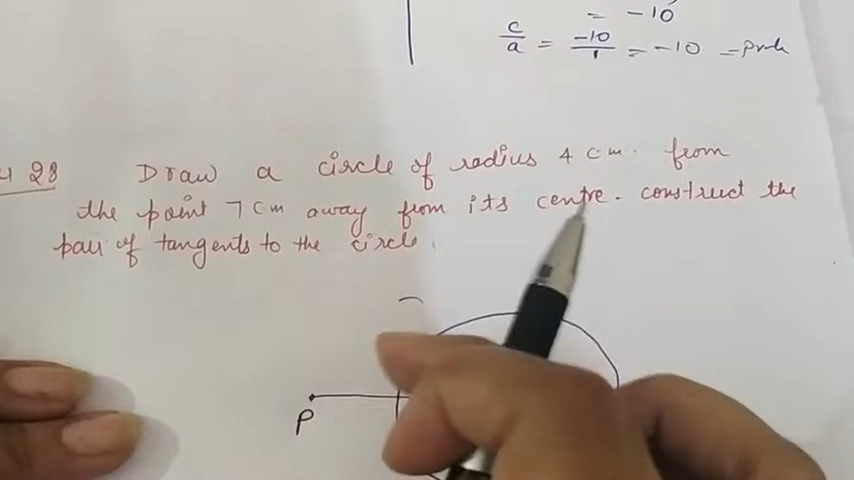 = -10
c/a = -10/1 = -10 -
28 Draw a circle of radius 4 cm. from
the point 7 cm away from its centre. construct the
pair of tangents to the circle.
P